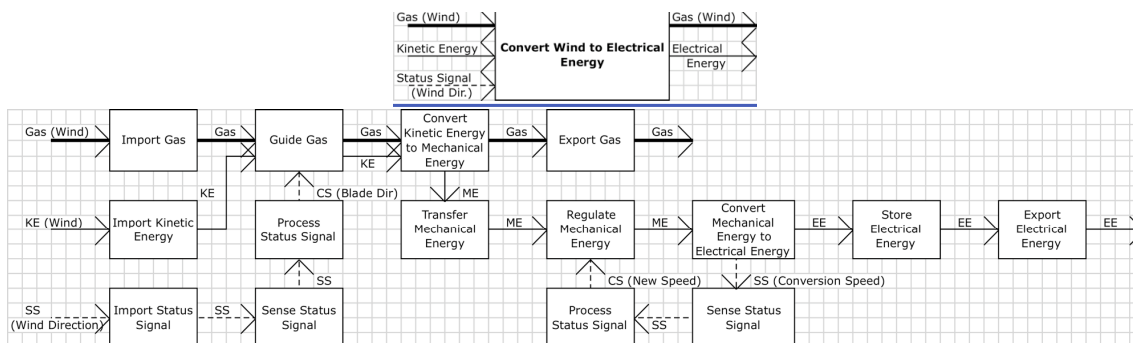 Gas (Wind)
Gas (Wind)
Kinetic Energy
Convert Wind to Electrical
Energy
Electrical
Energy
Status Signal
(Wind Dir.)
Gas (Wind)
Import Gas
Gas
Guide Gas
Gas
Convert
Kinetic Energy
to Mechanical
Energy
Gas
Export Gas
Gas
KE
KE
CS (Blade Dir)
ME
KE (Wind)
Import Kinetic
Energy
Process
Status Signal
Transfer
Mechanical
Energy
ME
Regulate
Mechanical
Energy
ME
Convert
Mechanical
Energy to
Electrical Energy
EE
Store
Electrical
Energy
EE
Export
Electrical
Energy
EE
SS
CS (New Speed)
SS (Conversion Speed)
SS
(Wind Direction)
Import Status
Signal
SS
Sense Status
Signal
Process
Status Signal
SS
Sense Status
Signal